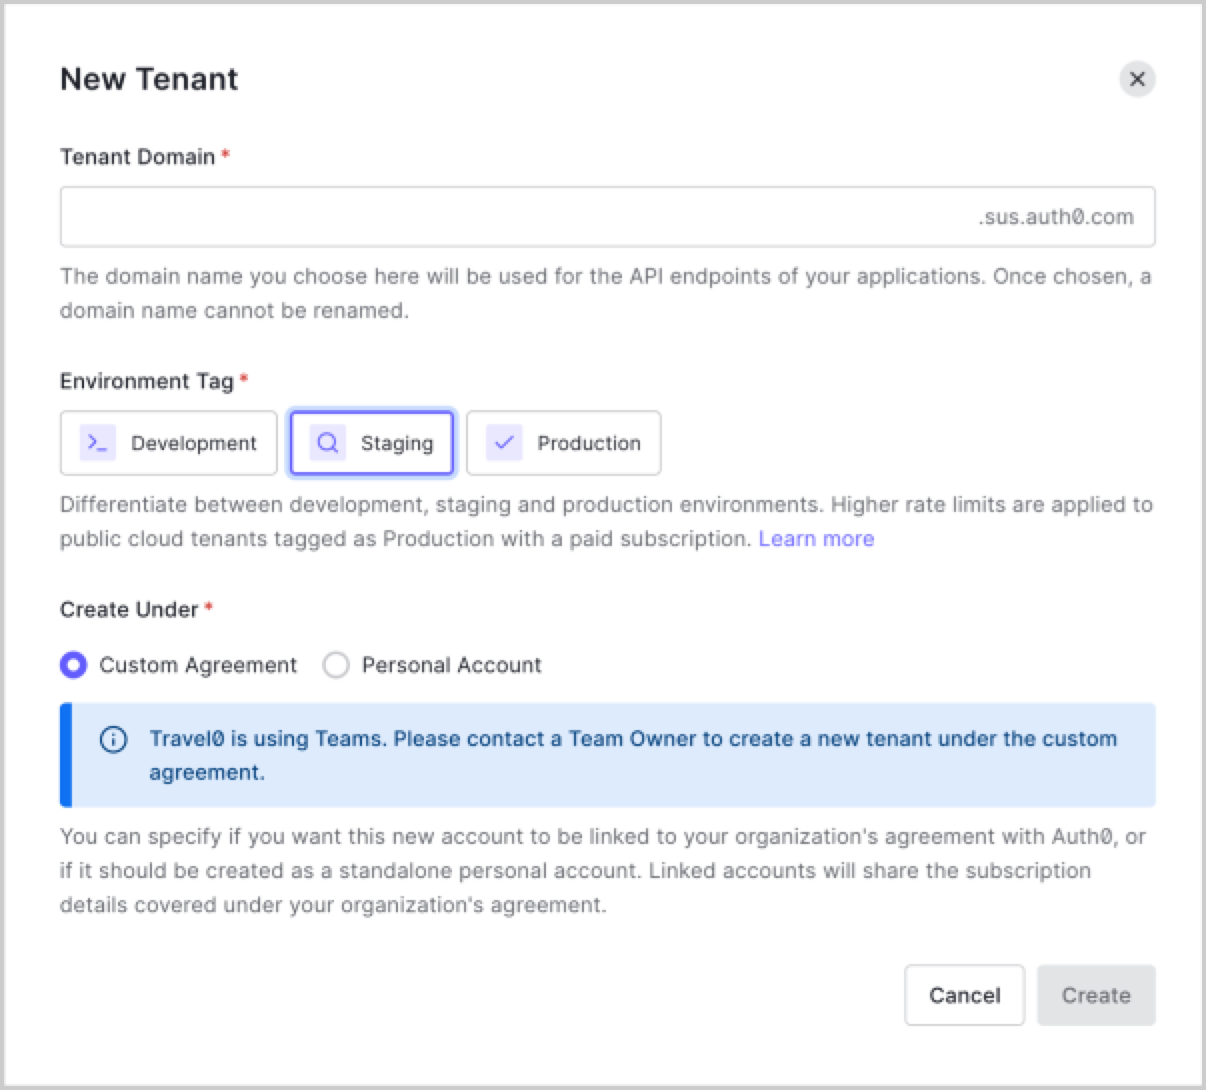 New Tenant
Tenant Domain *
.sus.auth0.com
The domain name you choose here will be used for the API endpoints of your applications. Once chosen, a
domain name cannot be renamed.
Environment Tag *
Development Staging Production
Differentiate between development, staging and production environments. Higher rate limits are applied to
public cloud tenants tagged as Production with a paid subscription. Learn more
Create Under *
Custom Agreement Personal Account
Travel0 is using Teams. Please contact a Team Owner to create a new tenant under the custom
agreement.
You can specify if you want this new account to be linked to your organization's agreement with Auth0, or
if it should be created as a standalone personal account. Linked accounts will share the subscription
details covered under your organization's agreement.
Cancel Create